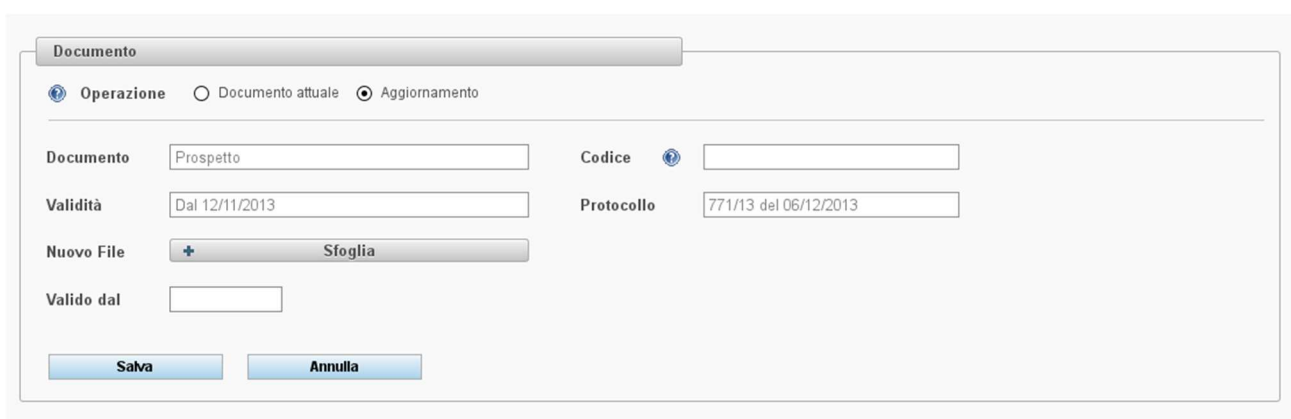 Documento
Operazione Documento attuale Aggiornamento
Documento Prospetto Codice
Validità Dal 12/11/2013 Protocollo 771/13 del 06/12/2013
Nuovo File Sfoglia
Valido dal
Salva Annulla